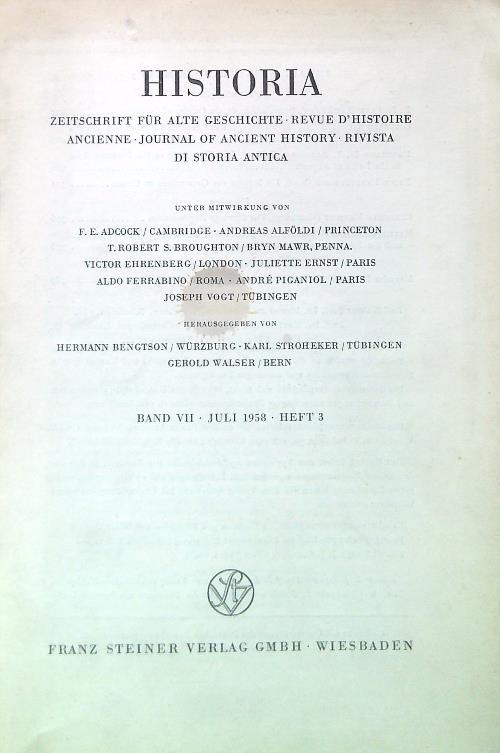 HISTORIA
ZEITSCHRIFT FÜR ALTE GESCHICHTE · REVUE D'HISTOIRE
ANCIENNE · JOURNAL OF ANCIENT HISTORY · RIVISTA
DI STORIA ANTICA
UNTER MITWIRKUNG VON
F. E. ADCOCK / CAMBRIDGE · ANDREAS ALFÖLDI / PRINCETON
T. ROBERT S. BROUGHTON / BRYN MAWR, PENNA.
VICTOR EHRENBERG / LONDON · JULIETTE ERNST / PARIS
ALDO FERRABINO / ROMA · ANDRÉ PIGANIOL / PARIS
JOSEPH VOGT / TÜBINGEN
HERAUSGEGEBEN VON
HERMANN BENGTSON / WÜRZBURG · KARL STROHEKER / TÜBINGEN
GEROLD WALSER / BERN
BAND VII · JULI 1958 · HEFT 3
FRANZ STEINER VERLAG GMBH · WIESBADEN